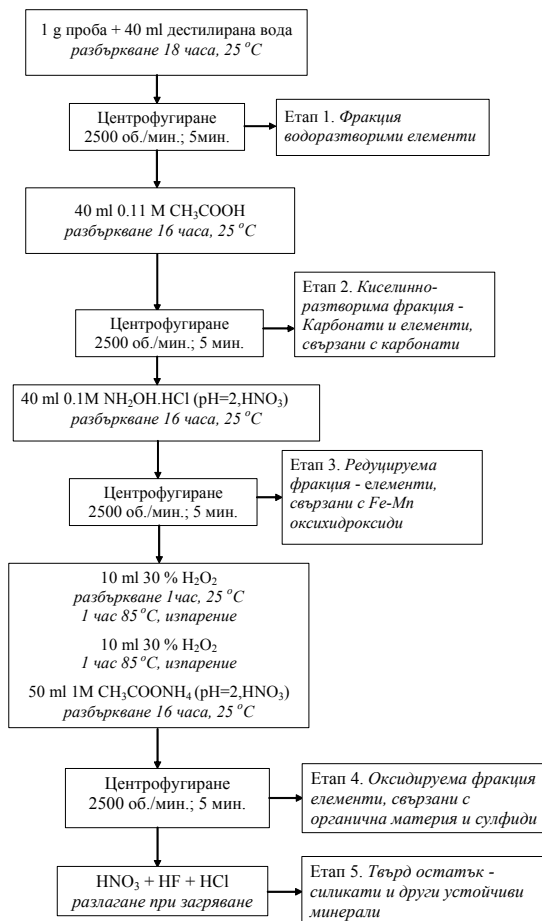 1 g проба + 40 ml дестилирана вода
разбъркване 18 часа, 25 °C
Центрофугиране
2500 об./мин.; 5мин.
Етап 1. Фракция
водоразтворими елементи
40 ml 0.11 M CH₃COOH
разбъркване 16 часа, 25 °C
Центрофугиране
2500 об./мин.; 5 мин.
Етап 2. Киселинно-
разтворима фракция -
Карбонати и елементи,
свързани с карбонати
40 ml 0.1M NH₂OH.HCl (pH=2,HNO₃)
разбъркване 16 часа, 25 °C
Центрофугиране
2500 об./мин.; 5 мин.
Етап 3. Редуцируема
фракция - елементи,
свързани с Fe-Mn
оксихидроксиди
10 ml 30 % H₂O₂
разбъркване 1час, 25 °C
1 час 85°C, изпарение
10 ml 30 % H₂O₂
1 час 85°C, изпарение
50 ml 1M CH₃COONH₄ (pH=2,HNO₃)
разбъркване 16 часа, 25 °C
Центрофугиране
2500 об./мин.; 5 мин.
Етап 4. Оксидируема фракция
елементи, свързани с
органична материя и сулфиди
HNO₃ + HF + HCl
разлагане при загряване
Етап 5. Твърд остатък -
силикати и други устойчиви
минерали